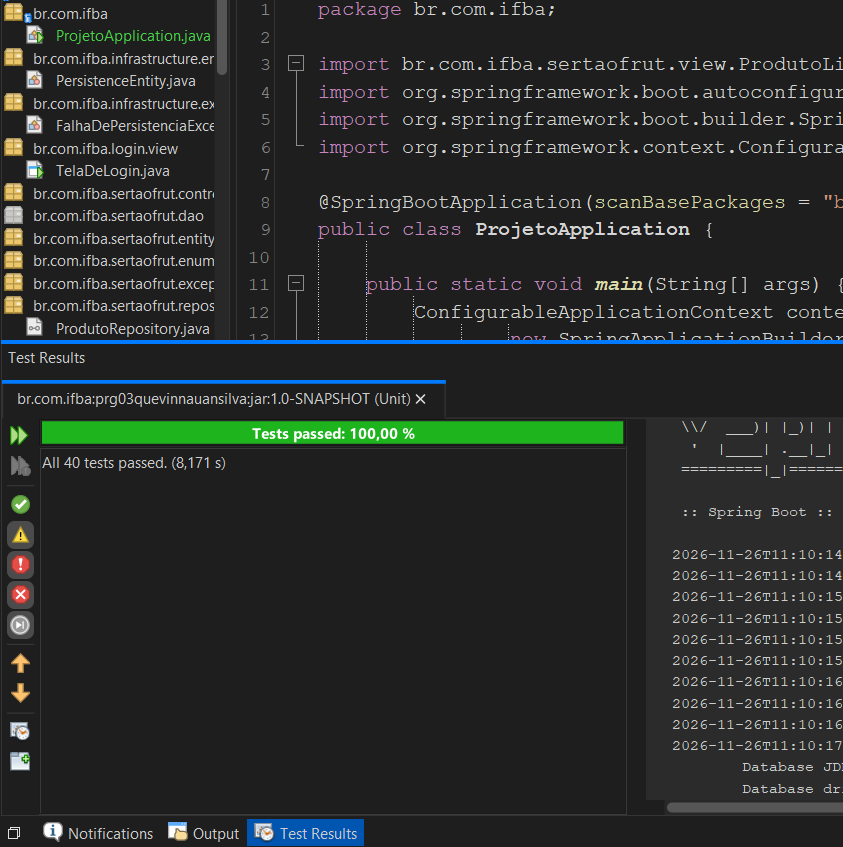 br.com.ifba
ProjetoApplication.java
br.com.ifba.infrastructure.er
PersistenceEntity.java
br.com.ifba.infrastructure.ex
FalhaDePersistenciaExce
br.com.ifba.login.view
TelaDeLogin.java
br.com.ifba.sertaofrut.contr
br.com.ifba.sertaofrut.dao
br.com.ifba.sertaofrut.entity
br.com.ifba.sertaofrut.enum
br.com.ifba.sertaofrut.excep
br.com.ifba.sertaofrut.repos
ProdutoRepository.java
1 package br.com.ifba;
2
3 import br.com.ifba.sertaofrut.view.ProdutoLi
4 import org.springframework.boot.autoconfigur
5 import org.springframework.boot.builder.Spri
6 import org.springframework.context.Configura
7
8 @SpringBootApplication(scanBasePackages = "b
9 public class ProjetoApplication {
10
11 public static void main(String[] args) {
12 ConfigurableApplicationContext conte
13 new SpringApplicationBuilder
Test Results
br.com.ifba:prg03quevinnauansilva:jar:1.0-SNAPSHOT (Unit)
Tests passed: 100,00 %
All 40 tests passed. (8,171 s)
\\/  ___)| |_)| |
'  |____| .__|_|
=========|_|======
:: Spring Boot ::
2026-11-26T11:10:14
2026-11-26T11:10:14
2026-11-26T11:10:15
2026-11-26T11:10:15
2026-11-26T11:10:15
2026-11-26T11:10:15
2026-11-26T11:10:16
2026-11-26T11:10:16
2026-11-26T11:10:16
2026-11-26T11:10:17
Database JD
Database dr
Notifications
Output
Test Results